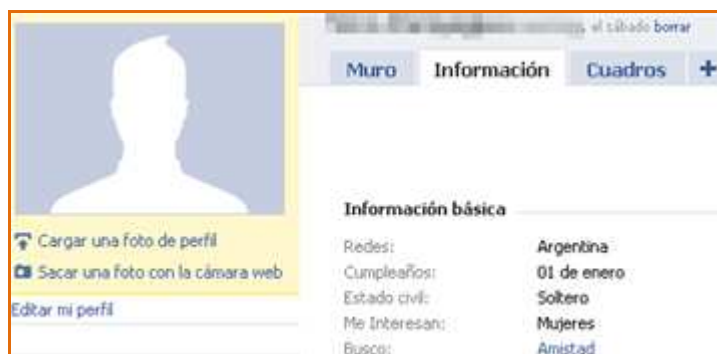 , el sábado borrar
Muro Información Cuadros +
Información básica
Cargar una foto de perfil
Sacar una foto con la cámara web
Editar mi perfil
Redes: Argentina
Cumpleaños: 01 de enero
Estado civil: Soltero
Me Interesan: Mujeres
Busco: Amistad